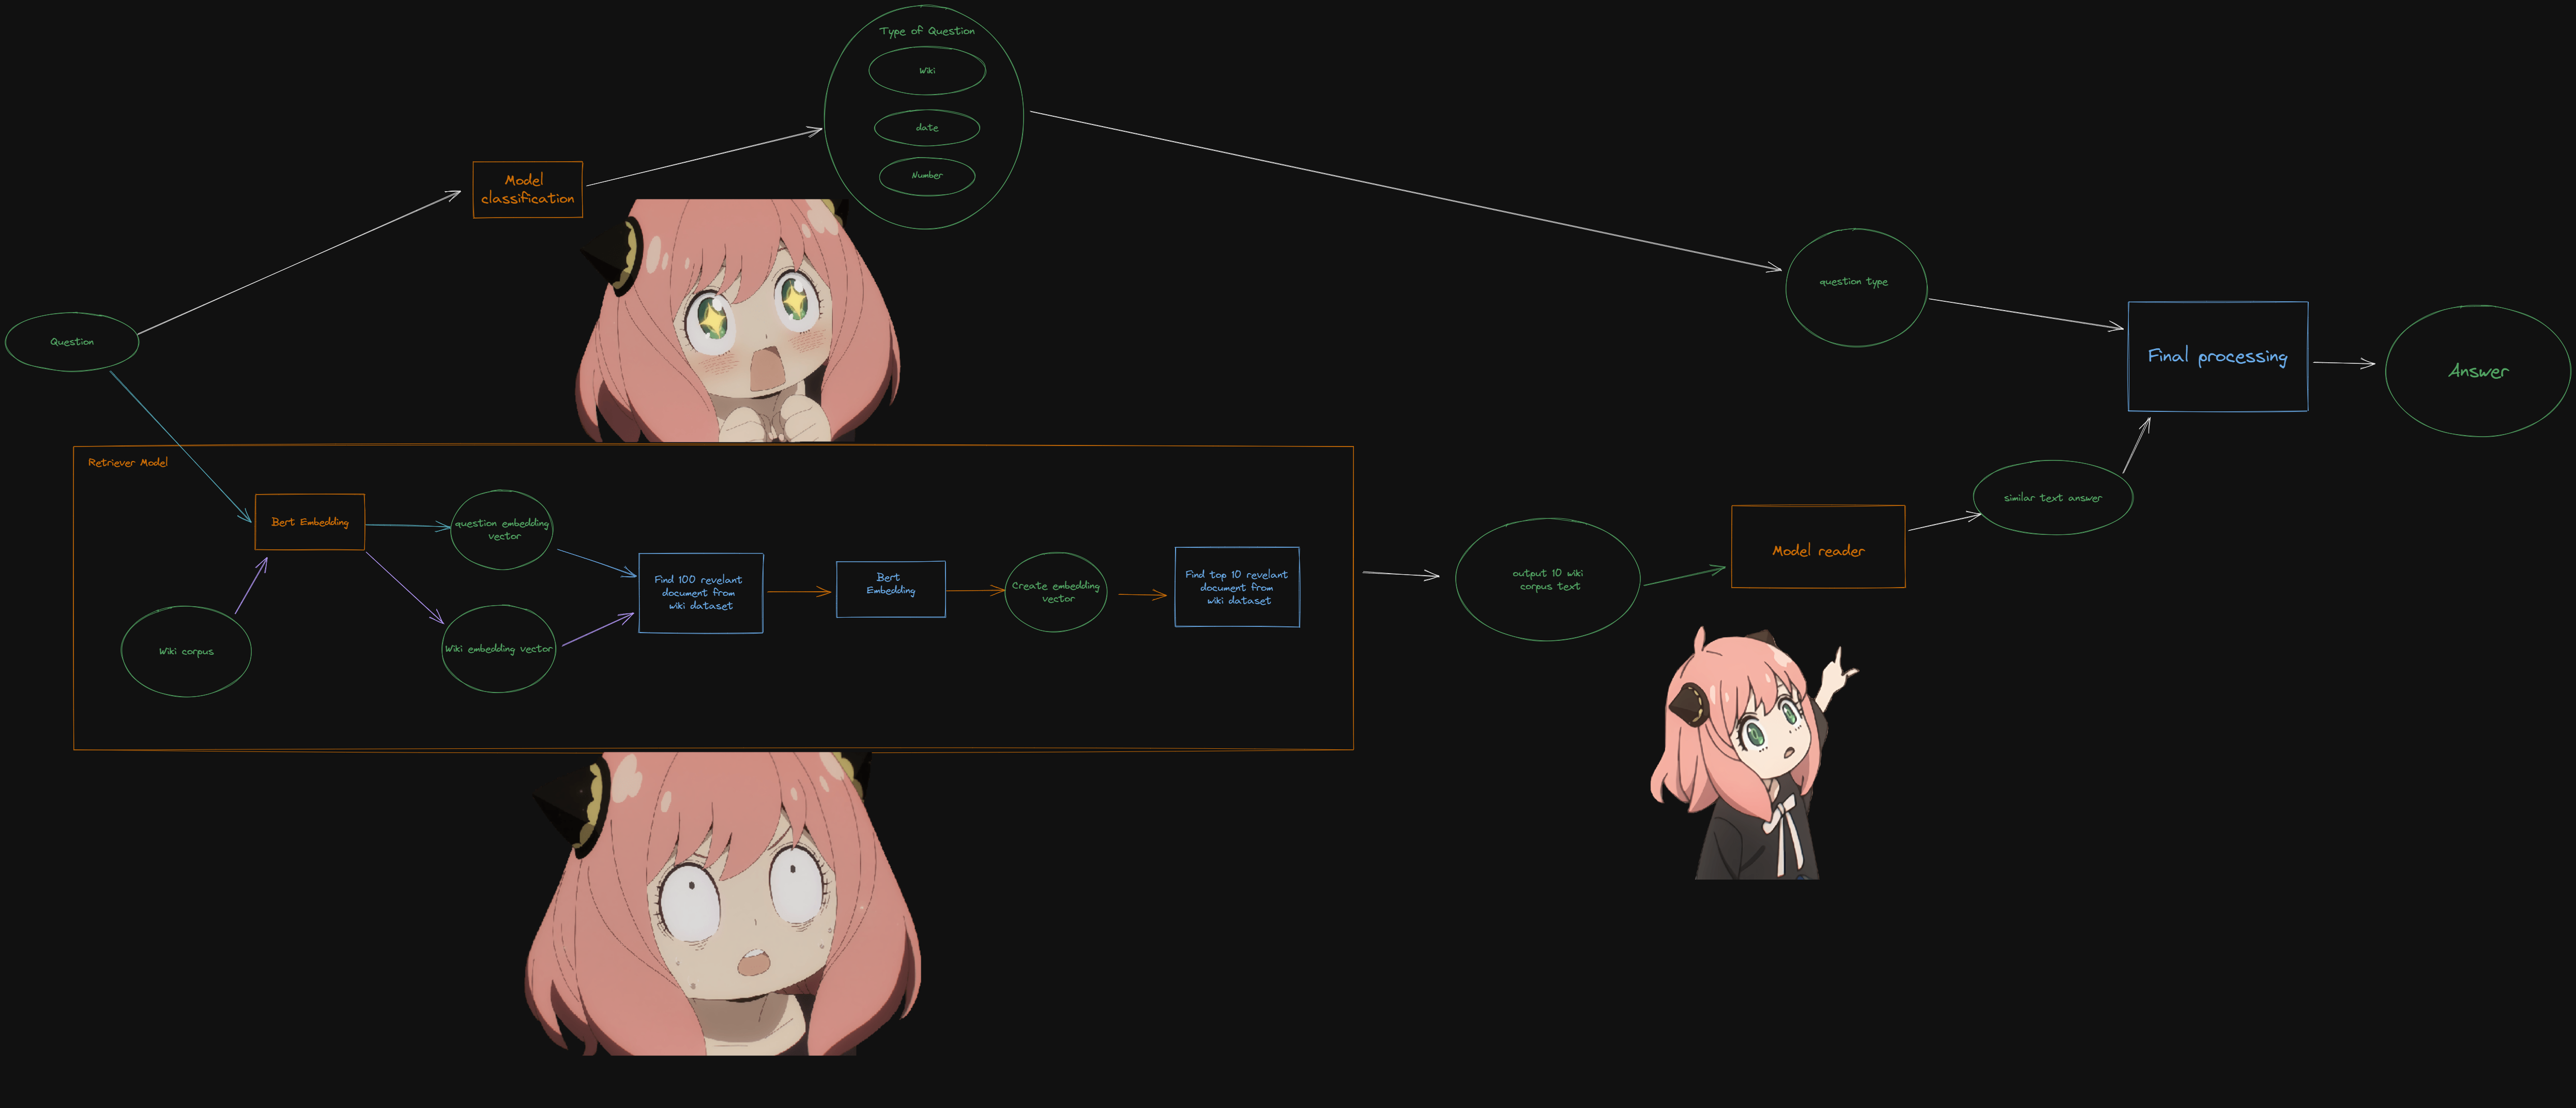 Type of Question
Wiki
date
Number
Model
classification
question type
Question
Final processing
Answer
Retriever Model
Bert Embedding
question embedding
vector
Wiki corpus
Wiki embedding vector
Find 100 revelant
document from
wiki dataset
Bert
Embedding
Create embedding
vector
Find top 10 revelant
document from
wiki dataset
output 10 wiki
corpus text
Model reader
similar text answer